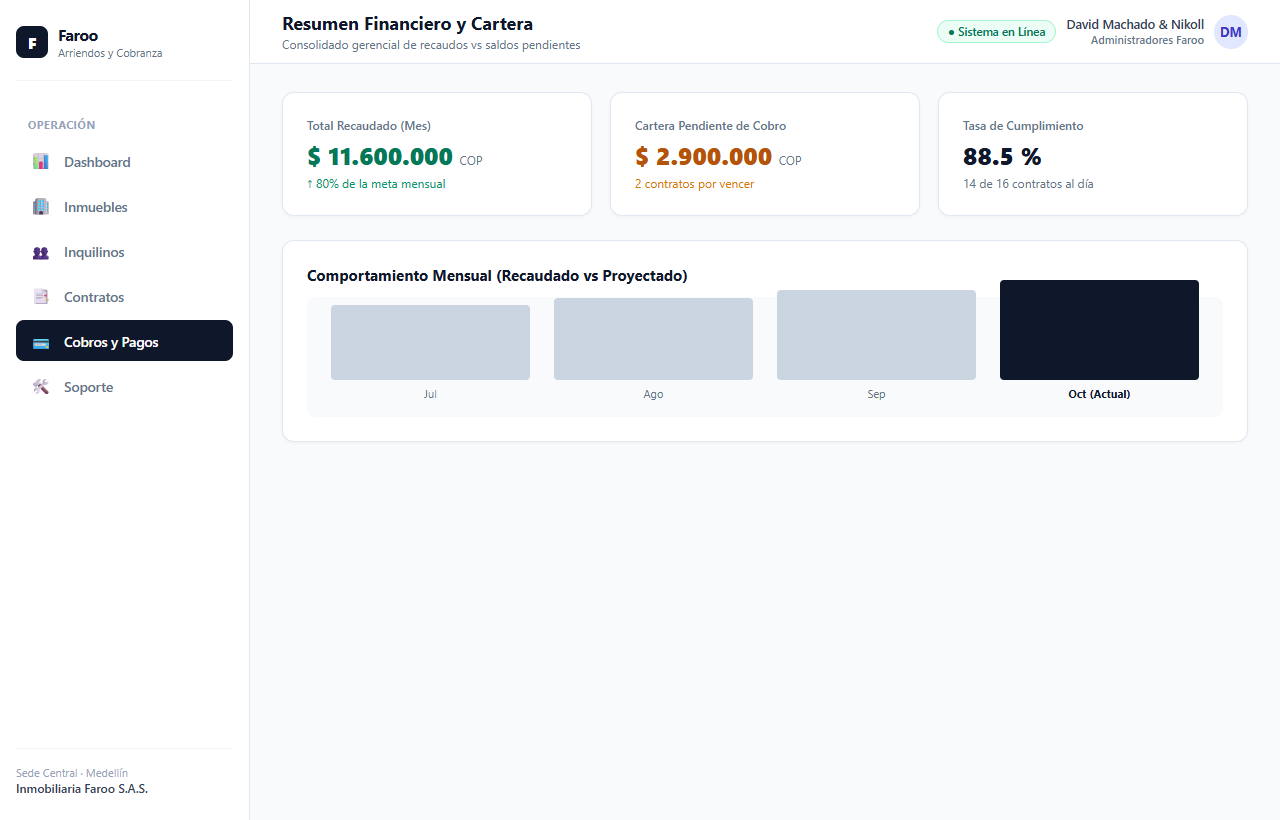 F
Faroo
Arriendos y Cobranza
OPERACIÓN
Dashboard
Inmuebles
Inquilinos
Contratos
Cobros y Pagos
Soporte
Sede Central · Medellín
Inmobiliaria Faroo S.A.S.
Resumen Financiero y Cartera
Consolidado gerencial de recaudos vs saldos pendientes
● Sistema en Línea
David Machado & Nikoll
Administradores Faroo
DM
Total Recaudado (Mes)
$ 11.600.000 COP
↑ 80% de la meta mensual
Cartera Pendiente de Cobro
$ 2.900.000 COP
2 contratos por vencer
Tasa de Cumplimiento
88.5 %
14 de 16 contratos al día
Comportamiento Mensual (Recaudado vs Proyectado)
Jul
Ago
Sep
Oct (Actual)